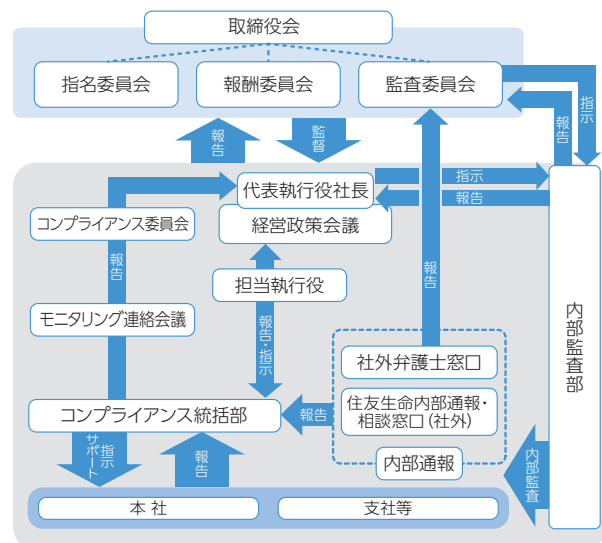 取締役会
指名委員会
報酬委員会
監査委員会
指示
報告
報告
監督
代表執行役社長
指示
報告
経営政策会議
コンプライアンス委員会
報告
モニタリング連絡会議
担当執行役
報告・指示
報告
内部監査部
社外弁護士窓口
住友生命内部通報・
相談窓口（社外）
内部通報
報告
コンプライアンス統括部
指示
サポート
報告
内部監査
本社
支社等